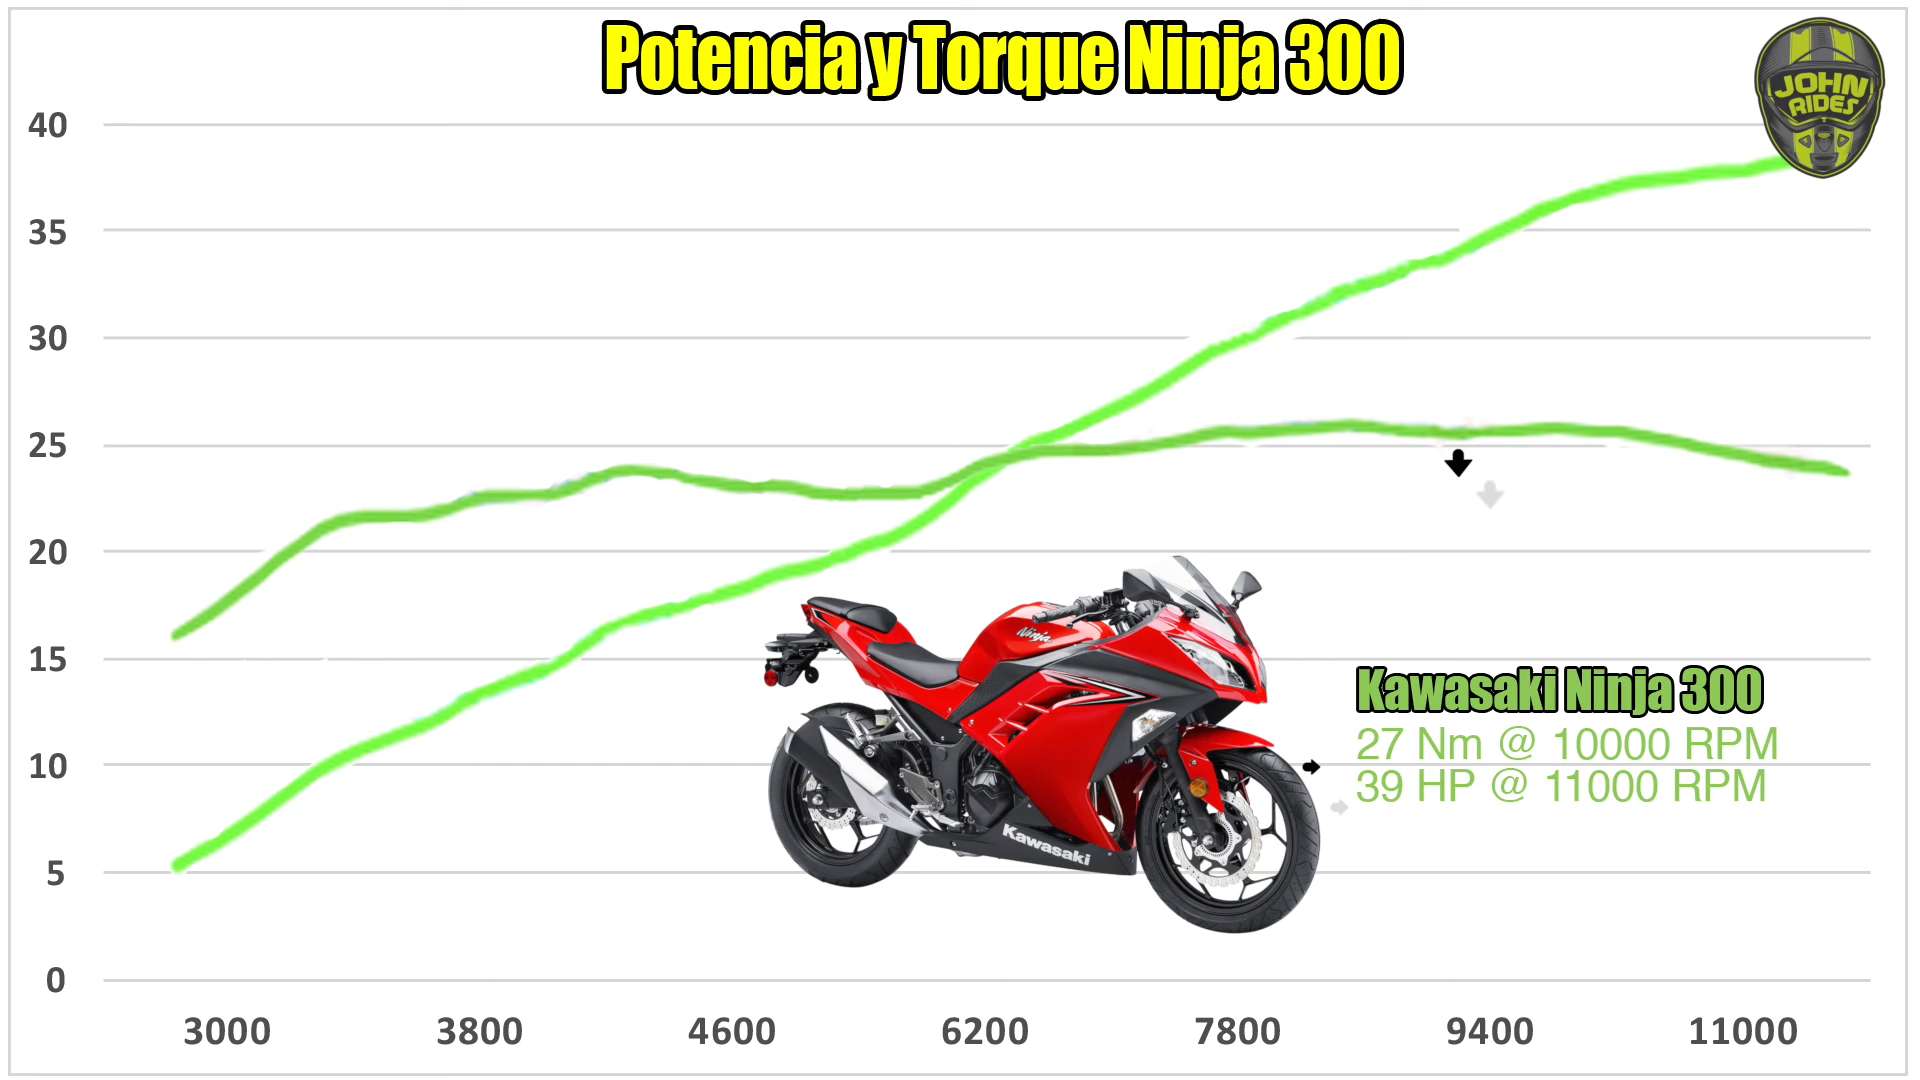 Potencia y Torque Ninja 300
JOHN
RIDES
40
35
30
25
20
15
10
5
0
Ninja
Kawasaki
Kawasaki Ninja 300
27 Nm @ 10000 RPM
39 HP @ 11000 RPM
3000 3800 4600 6200 7800 9400 11000